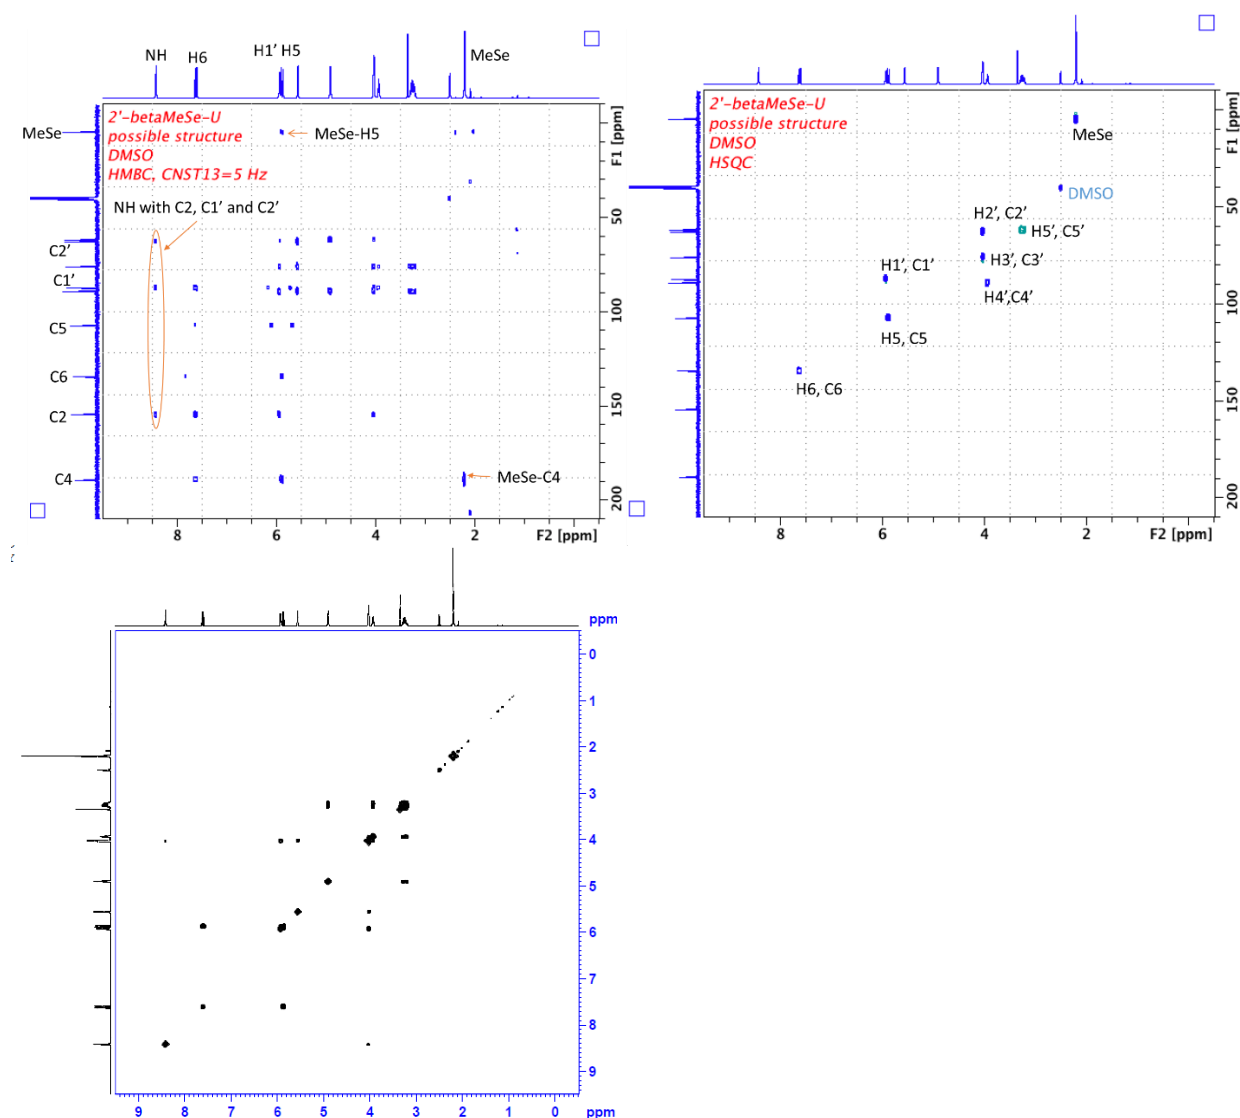 NH
H6
H1' H5
MeSe
2'-betaMeSe-U
possible structure
DMSO
HMBC, CNST13=5 Hz
MeSe
MeSe-H5
NH with C2, C1' and C2'
C2'
C1'
C5
C6
C2
C4
MeSe-C4
50
100
150
200
F1 [ppm]
8
6
4
2
F2 [ppm]
2'-betaMeSe-U
possible structure
DMSO
HSQC
MeSe
DMSO
H2', C2'
H5', C5'
H1', C1'
H3', C3'
H4',C4'
H5, C5
H6, C6
50
100
150
200
F1 [ppm]
8
6
4
2
F2 [ppm]
ppm
0
1
2
3
4
5
6
7
8
9
9
8
7
6
5
4
3
2
1
0
ppm